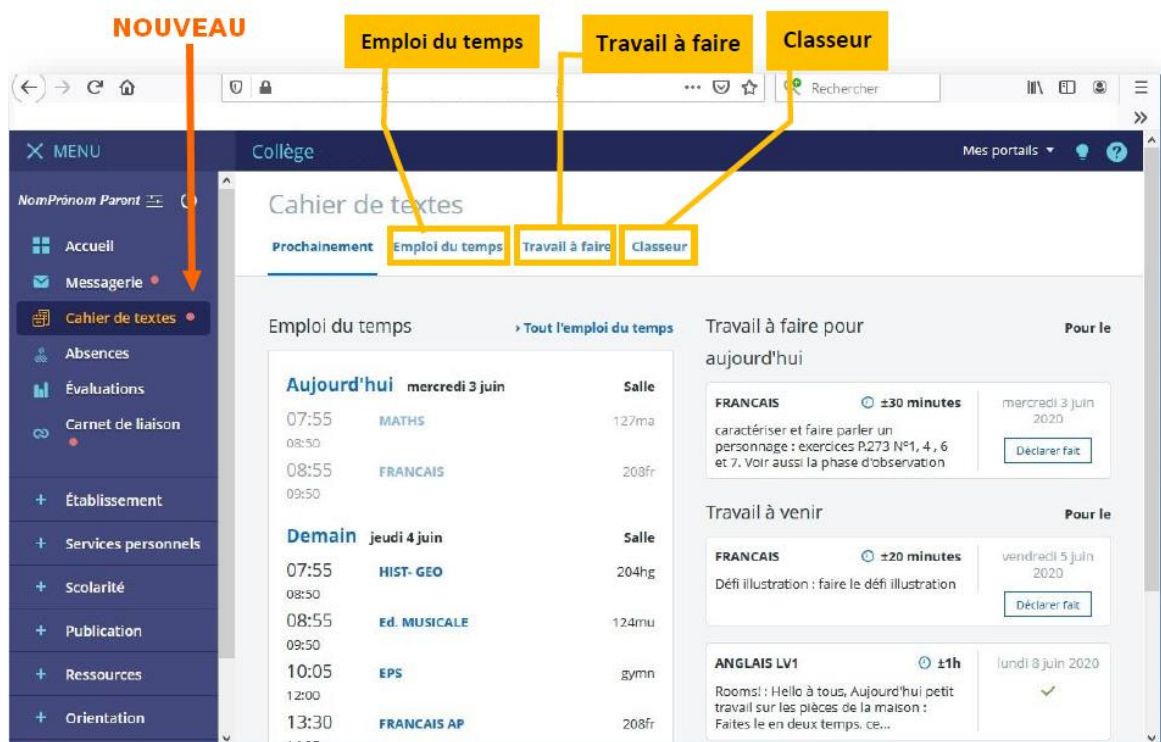 NOUVEAU
Emploi du temps
Travail à faire
Classeur
Rechercher
MENU
Collège
Mes portails
NomPrénom Parent
Accueil
Messagerie
Cahier de textes
Absences
Évaluations
Carnet de liaison
Établissement
Services personnels
Scolarité
Publication
Ressources
Orientation
Cahier de textes
Prochainement Emploi du temps Travail à faire Classeur
Emploi du temps › Tout l'emploi du temps
Aujourd'hui mercredi 3 juin Salle
07:55 MATHS 127ma
08:50
08:55 FRANCAIS 208fr
09:50
Demain jeudi 4 juin Salle
07:55 HIST- GEO 204hg
08:50
08:55 Ed. MUSICALE 124mu
09:50
10:05 EPS gymn
12:00
13:30 FRANCAIS AP 208fr
Travail à faire pour Pour le
aujourd'hui
FRANCAIS ±30 minutes mercredi 3 juin
2020
caractériser et faire parler un
personnage : exercices P.273 N°1, 4 , 6
et 7. Voir aussi la phase d'observation
Déclarer fait
Travail à venir Pour le
FRANCAIS ±20 minutes vendredi 5 juin
2020
Défi illustration : faire le défi illustration
Déclarer fait
ANGLAIS LV1 ±1h lundi 8 juin 2020
Rooms! : Hello à tous, Aujourd'hui petit
travail sur les pièces de la maison :
Faites le en deux temps. ce...